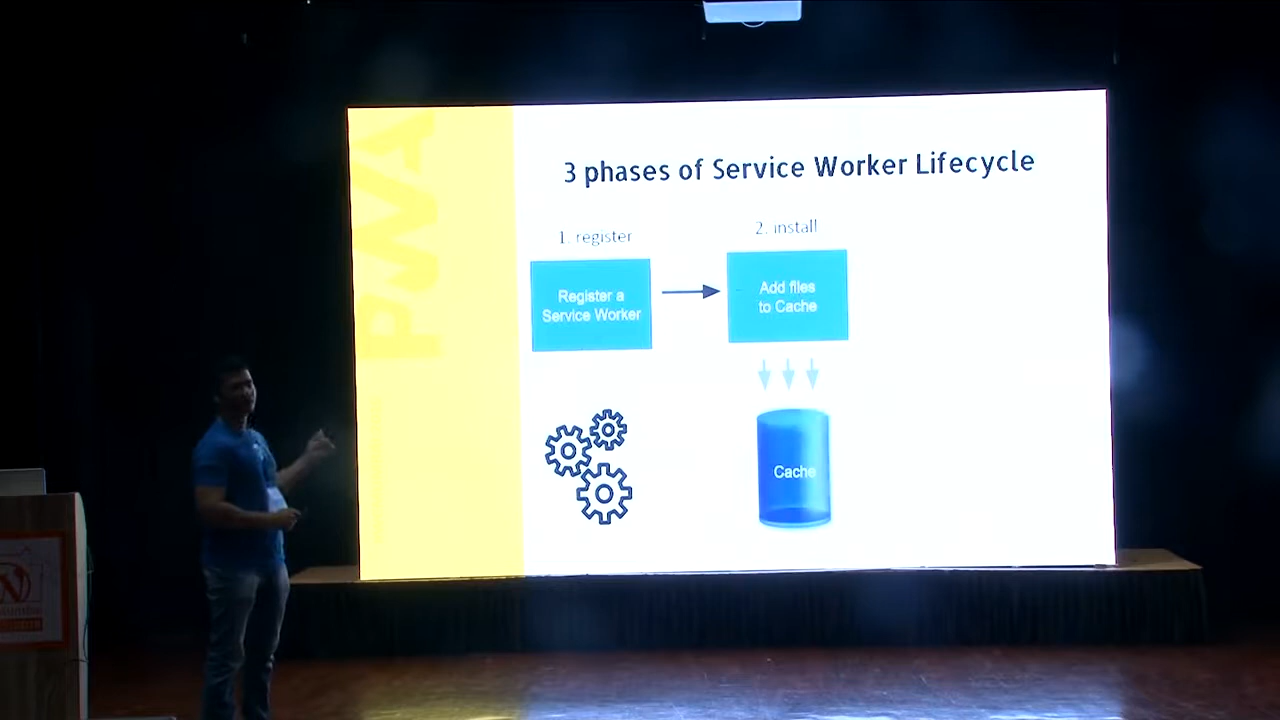 PWA
3 phases of Service Worker Lifecycle
1. register
2. install
Register a
Service Worker
Add files
to Cache
Cache